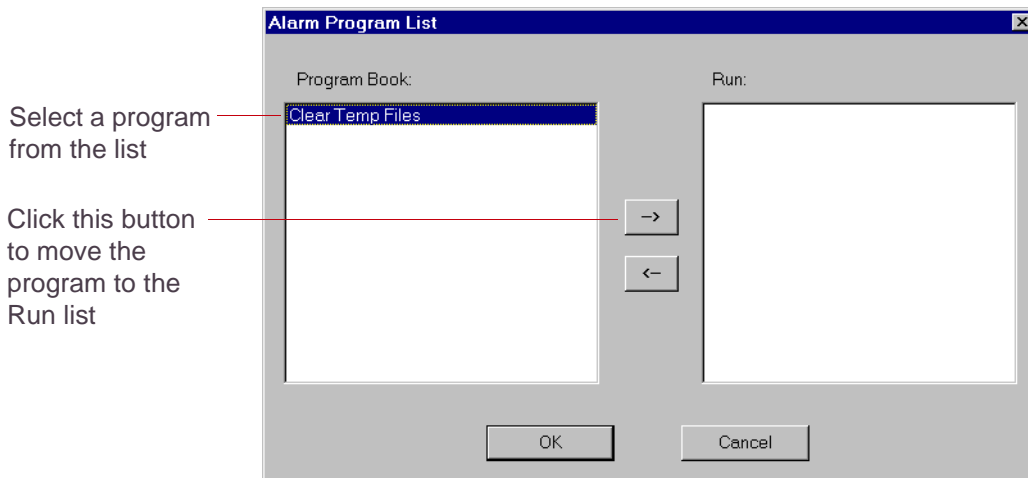 Alarm Program List
Program Book:
Run:
Select a program
from the list
Clear Temp Files
Click this button
to move the
program to the
Run list
->
<-
OK
Cancel